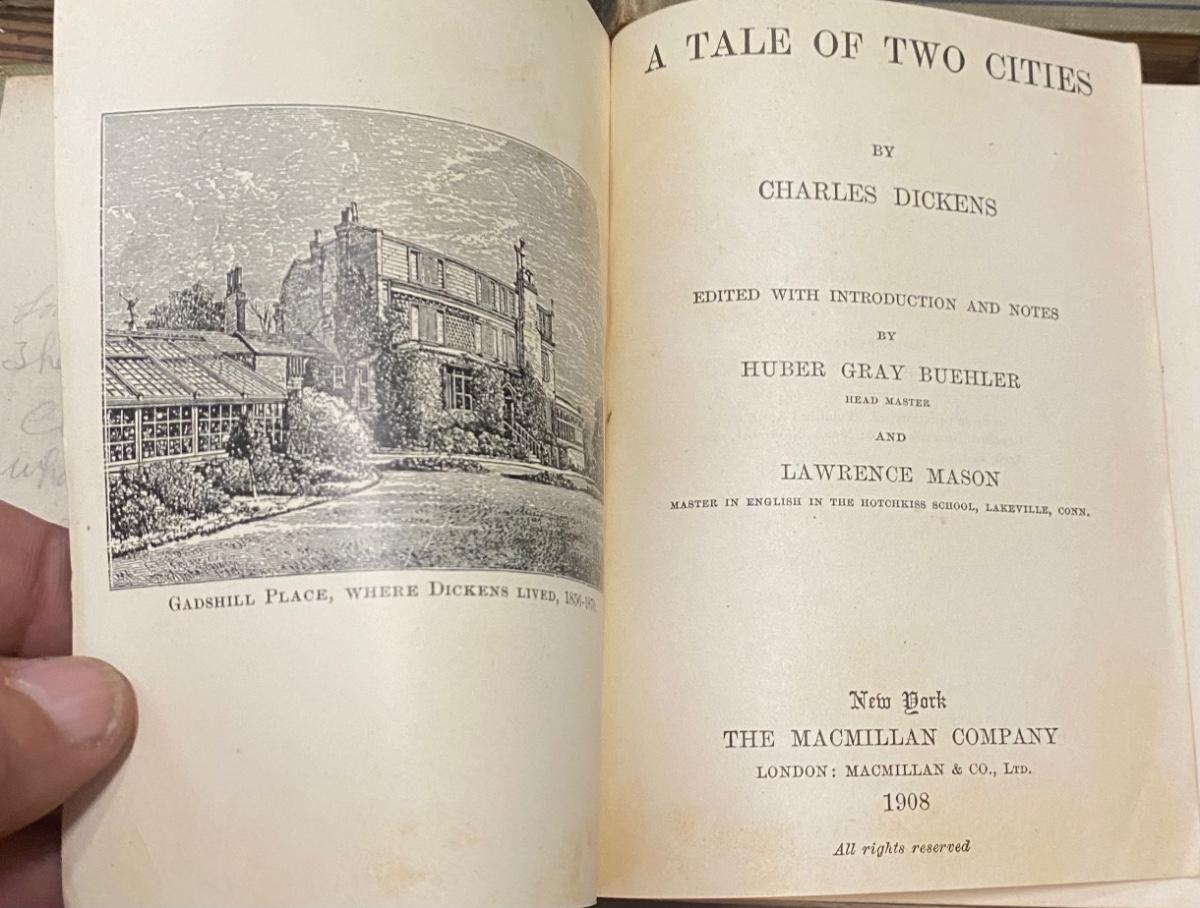 GADSHILL PLACE, WHERE DICKENS LIVED, 1856-1870.
A TALE OF TWO CITIES
BY
CHARLES DICKENS
EDITED WITH INTRODUCTION AND NOTES
BY
HUBER GRAY BUEHLER
HEAD MASTER
AND
LAWRENCE MASON
MASTER IN ENGLISH IN THE HOTCHKISS SCHOOL, LAKEVILLE, CONN.
New York
THE MACMILLAN COMPANY
LONDON: MACMILLAN & CO., LTD.
1908
All rights reserved